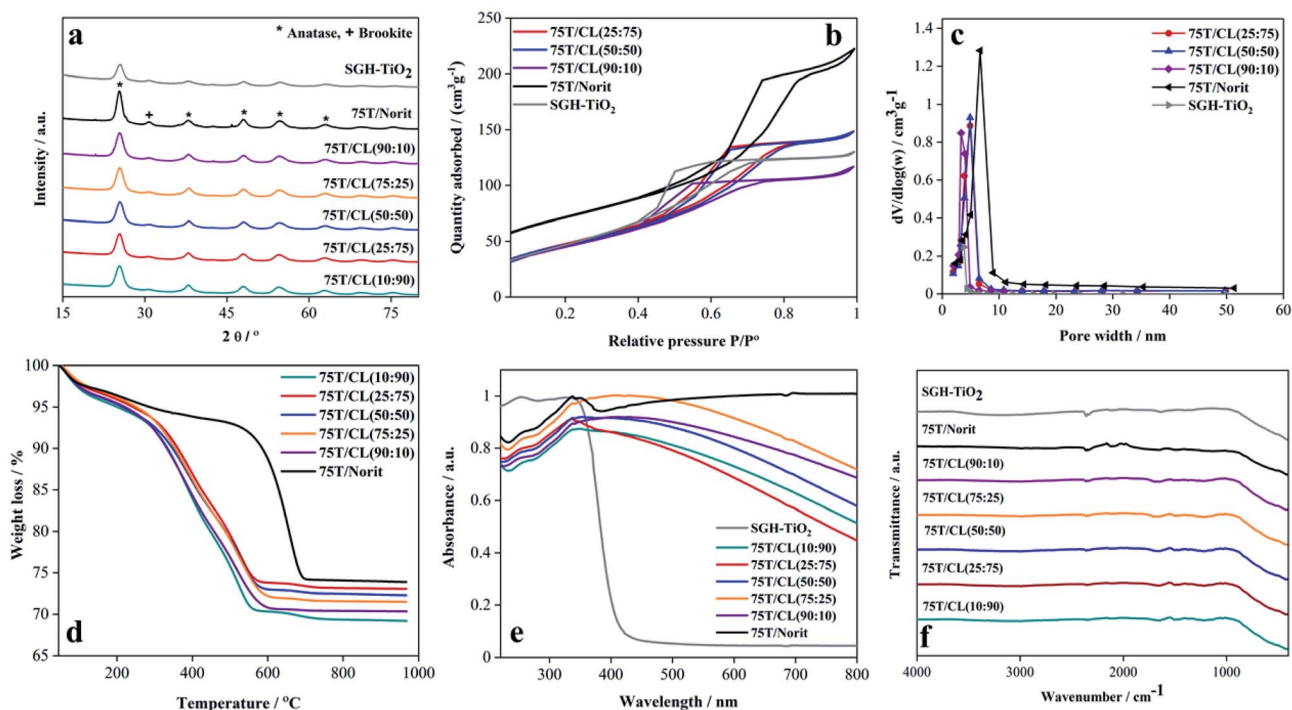 a
* Anatase, + Brookite
SGH-TiO₂
*
75T/Norit
+
*
*
*
*
75T/CL(90:10)
75T/CL(75:25)
75T/CL(50:50)
75T/CL(25:75)
75T/CL(10:90)
Intensity / a.u.
15 30 45 60 75
2 θ / º
b
75T/CL(25:75)
75T/CL(50:50)
75T/CL(90:10)
75T/Norit
SGH-TiO₂
Quantity adsorbed / (cm³g⁻¹)
250
200
150
100
50
0
0.2 0.4 0.6 0.8 1
Relative pressure P/Pº
c
75T/CL(25:75)
75T/CL(50:50)
75T/CL(90:10)
75T/Norit
SGH-TiO₂
dV/dlog(w) / cm³g⁻¹
1.4
1.2
1
0.8
0.6
0.4
0.2
0
0 10 20 30 40 50 60
Pore width / nm
d
75T/CL(10:90)
75T/CL(25:75)
75T/CL(50:50)
75T/CL(75:25)
75T/CL(90:10)
75T/Norit
Weight loss / %
100
95
90
85
80
75
70
65
200 400 600 800 1000
Temperature / ºC
e
SGH-TiO₂
75T/CL(10:90)
75T/CL(25:75)
75T/CL(50:50)
75T/CL(75:25)
75T/CL(90:10)
75T/Norit
Absorbance / a.u.
1
0.8
0.6
0.4
0.2
0
300 400 500 600 700 800
Wavelength / nm
f
SGH-TiO₂
75T/Norit
75T/CL(90:10)
75T/CL(75:25)
75T/CL(50:50)
75T/CL(25:75)
75T/CL(10:90)
Transmittance / a.u.
4000 3000 2000 1000
Wavenumber / cm⁻¹